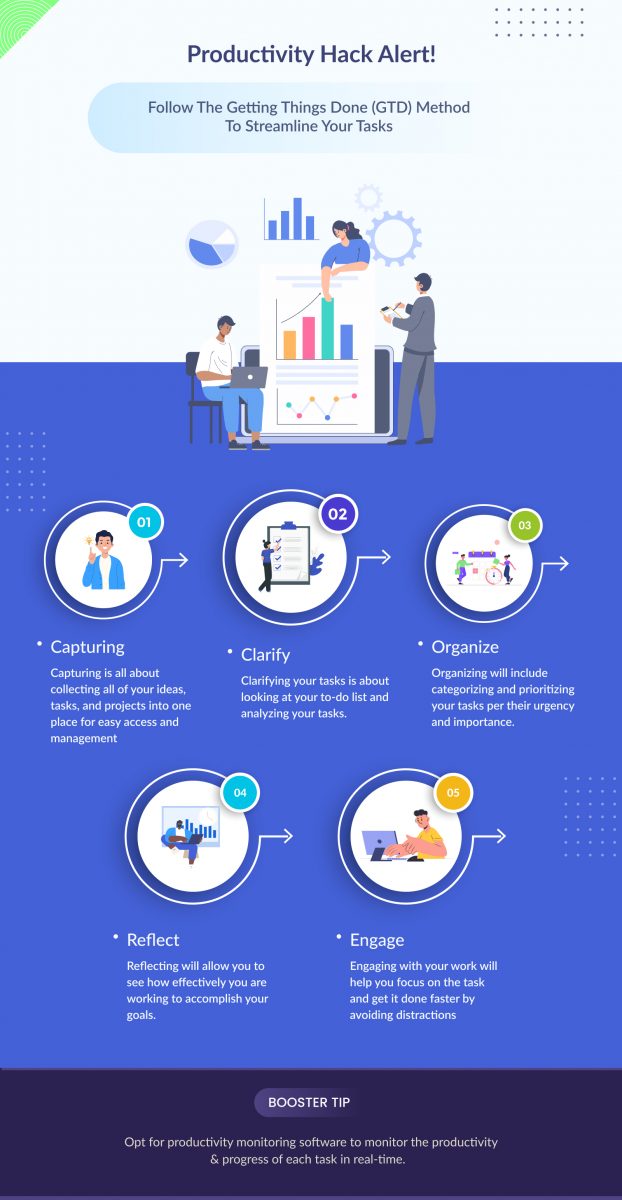 Productivity Hack Alert!
Follow The Getting Things Done (GTD) Method
To Streamline Your Tasks
01
02
03
• Capturing
Capturing is all about
collecting all of your ideas,
tasks, and projects into one
place for easy access and
management
• Clarify
Clarifying your tasks is about
looking at your to-do list and
analyzing your tasks.
• Organize
Organizing will include
categorizing and prioritizing
your tasks per their urgency
and importance.
04
05
• Reflect
Reflecting will allow you to
see how effectively you are
working to accomplish your
goals.
• Engage
Engaging with your work will
help you focus on the task
and get it done faster by
avoiding distractions
BOOSTER TIP
Opt for productivity monitoring software to monitor the productivity
& progress of each task in real-time.